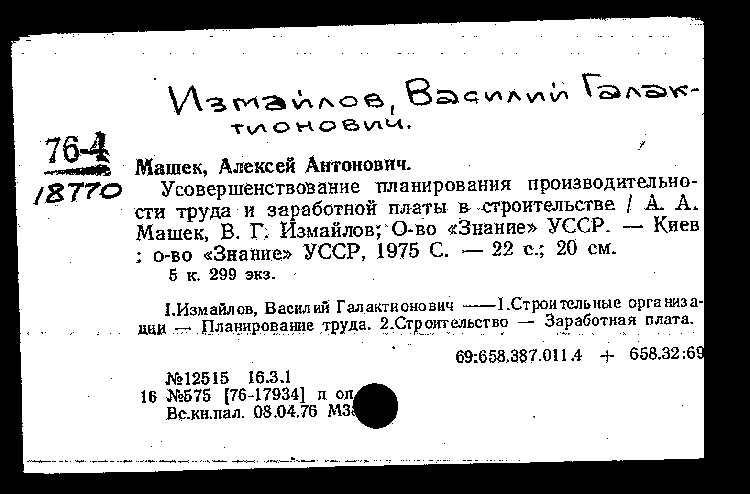 Измайлов, Василий Галак-
тионович.
76-4
18770
Машек, Алексей Антонович.
Усовершенствование планирования производительно-
сти труда и заработной платы в строительстве / А. А.
Машек, В. Г. Измайлов; О-во «Знание» УССР. — Киев
: о-во «Знание» УССР, 1975 С. — 22 с.; 20 см.
5 к. 299 экз.
I.Измайлов, Василий Галактионович ——1.Строительные организа-
ции — Планирование труда. 2.Строительство — Заработная плата.
69:658.387.011.4 + 658.32:69
№12515 16.3.1
16 №575 [76-17934] п оп
Вс.кн.пал. 08.04.76 М3